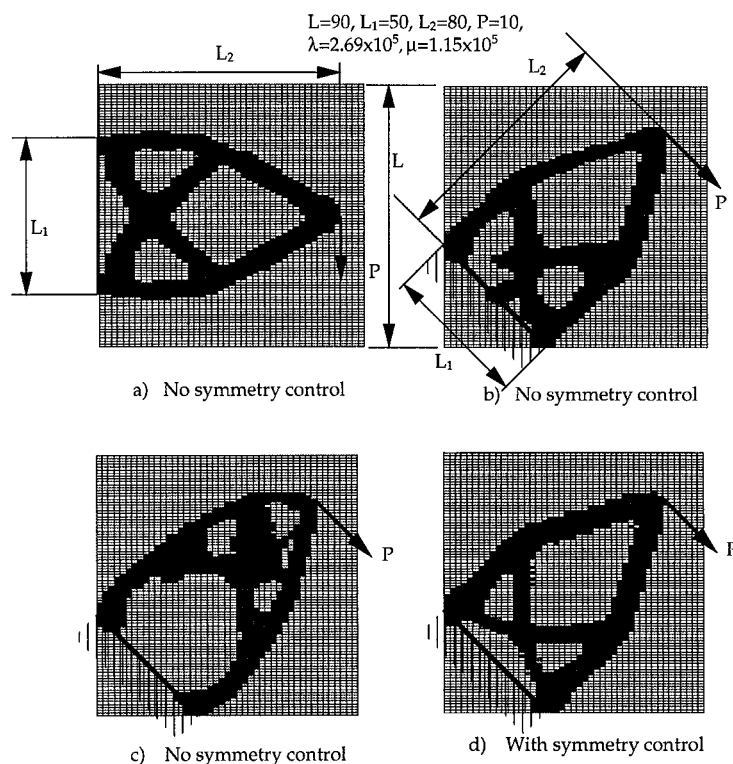 L=90, L₁=50, L₂=80, P=10,
λ=2.69x10⁵, μ=1.15x10⁵
L₂
L₁
P
L
L₂
L₁
P
a) No symmetry control
b) No symmetry control
P
P
c) No symmetry control
d) With symmetry control